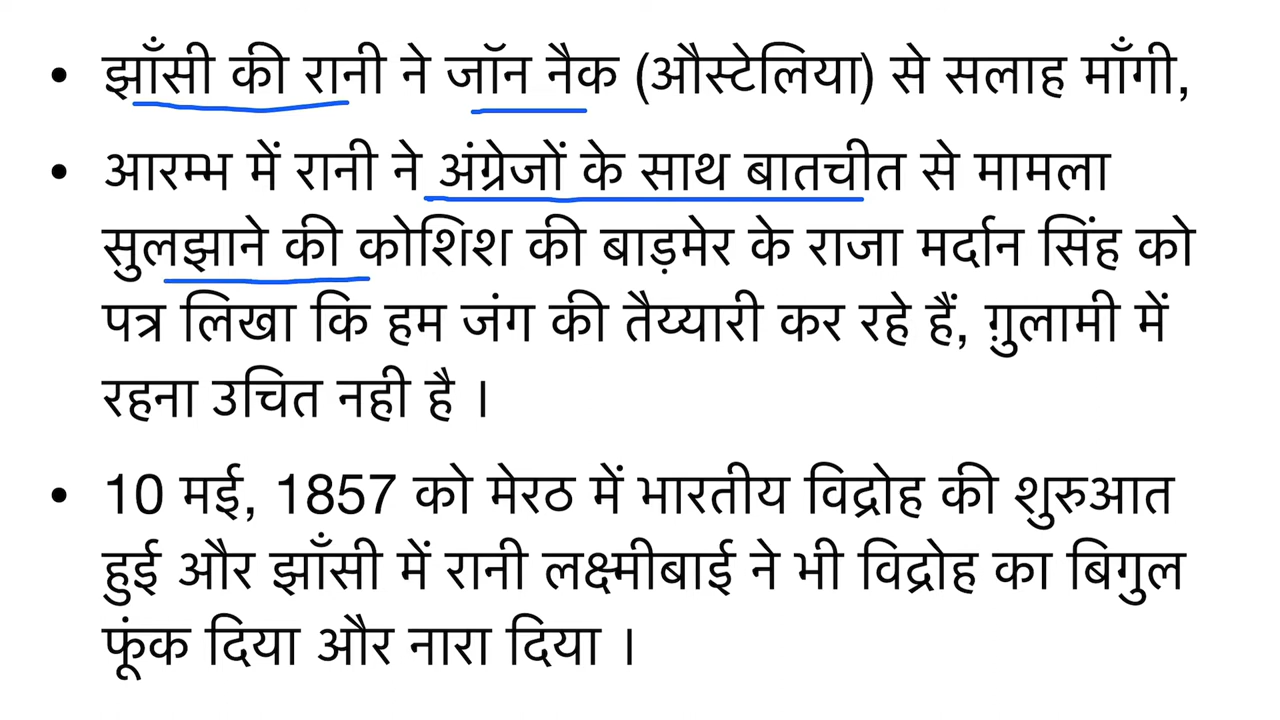 • झाँसी की रानी ने जॉन नैक (औस्टेलिया) से सलाह माँगी,
• आरम्भ में रानी ने अंग्रेजों के साथ बातचीत से मामला
सुलझाने की कोशिश की बाड़मेर के राजा मर्दान सिंह को
पत्र लिखा कि हम जंग की तैय्यारी कर रहे हैं, ग़ुलामी में
रहना उचित नही है ।
• 10 मई, 1857 को मेरठ में भारतीय विद्रोह की शुरुआत
हुई और झाँसी में रानी लक्ष्मीबाई ने भी विद्रोह का बिगुल
फूंक दिया और नारा दिया ।